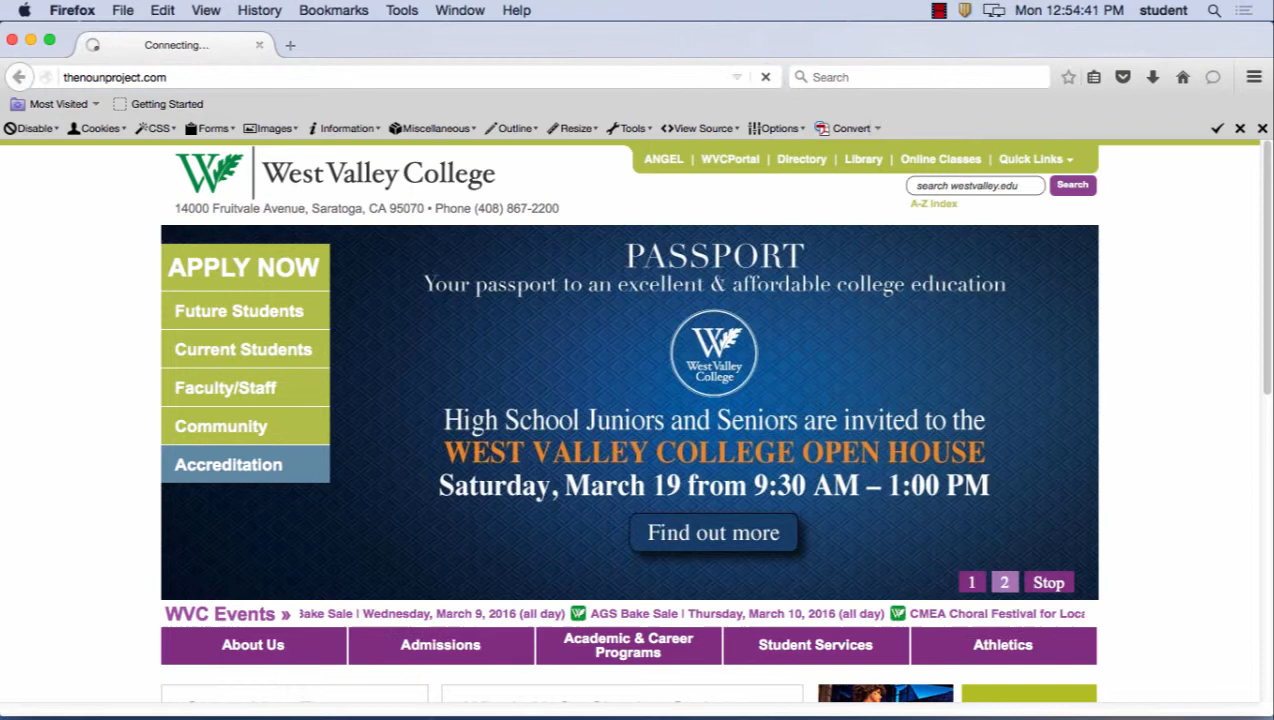 Firefox File Edit View History Bookmarks Tools Window Help Mon 12:54:41 PM student
Connecting...
thenounproject.com Search
Most Visited Getting Started
Disable Cookies CSS Forms Images Information Miscellaneous Outline Resize Tools View Source Options Convert
ANGEL | WVCPortal | Directory | Library | Online Classes | Quick Links
West Valley College
search westvalley.edu Search
A-Z Index
14000 Fruitvale Avenue, Saratoga, CA 95070 • Phone (408) 867-2200
APPLY NOW
Future Students
Current Students
Faculty/Staff
Community
Accreditation
PASSPORT
Your passport to an excellent & affordable college education
West Valley
College
High School Juniors and Seniors are invited to the
WEST VALLEY COLLEGE OPEN HOUSE
Saturday, March 19 from 9:30 AM – 1:00 PM
Find out more
1 2 Stop
WVC Events » Bake Sale | Wednesday, March 9, 2016 (all day) AGS Bake Sale | Thursday, March 10, 2016 (all day) CMEA Choral Festival for Loca
About Us Admissions Academic & Career Programs Student Services Athletics